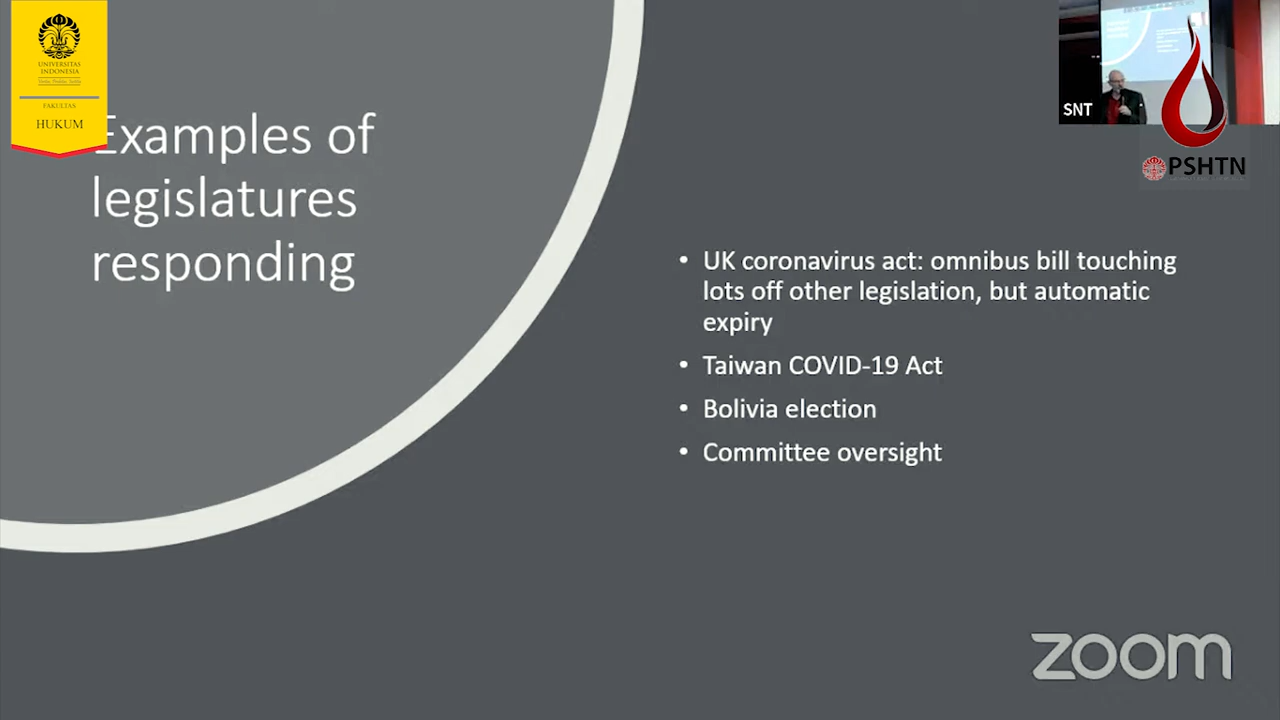 UNIVERSITAS
INDONESIA
FAKULTAS
HUKUM
Examples of
legislatures
responding
SNT
PSHTN
• UK coronavirus act: omnibus bill touching
lots off other legislation, but automatic
expiry
• Taiwan COVID-19 Act
• Bolivia election
• Committee oversight
zoom